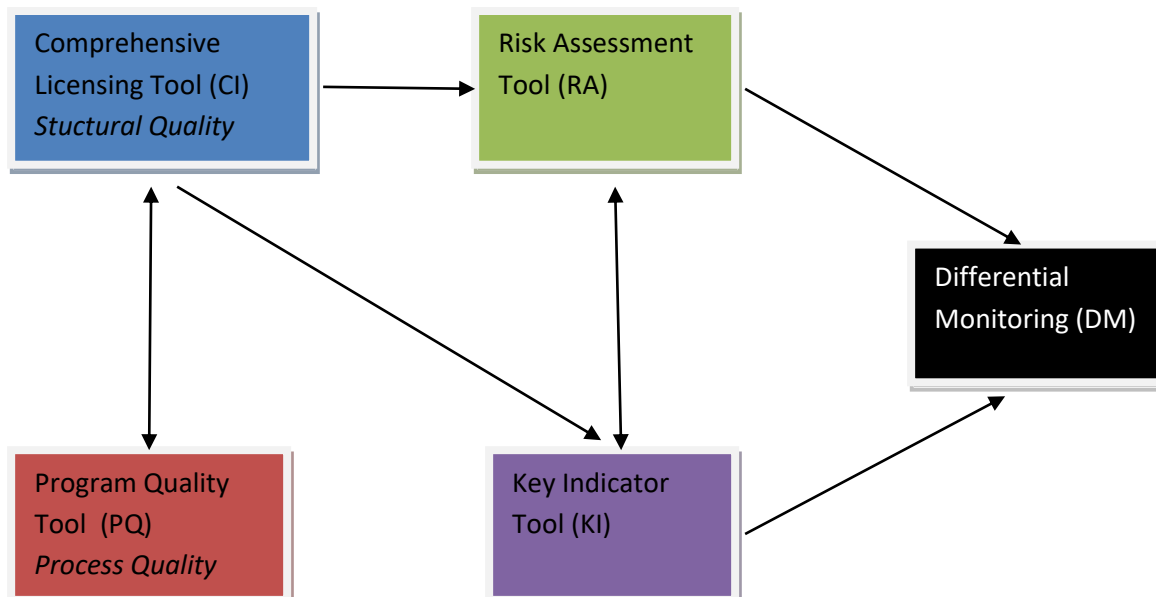 Comprehensive
Licensing Tool (CI)
Stuctural Quality
Risk Assessment
Tool (RA)
Differential
Monitoring (DM)
Program Quality
Tool  (PQ)
Process Quality
Key Indicator
Tool (KI)